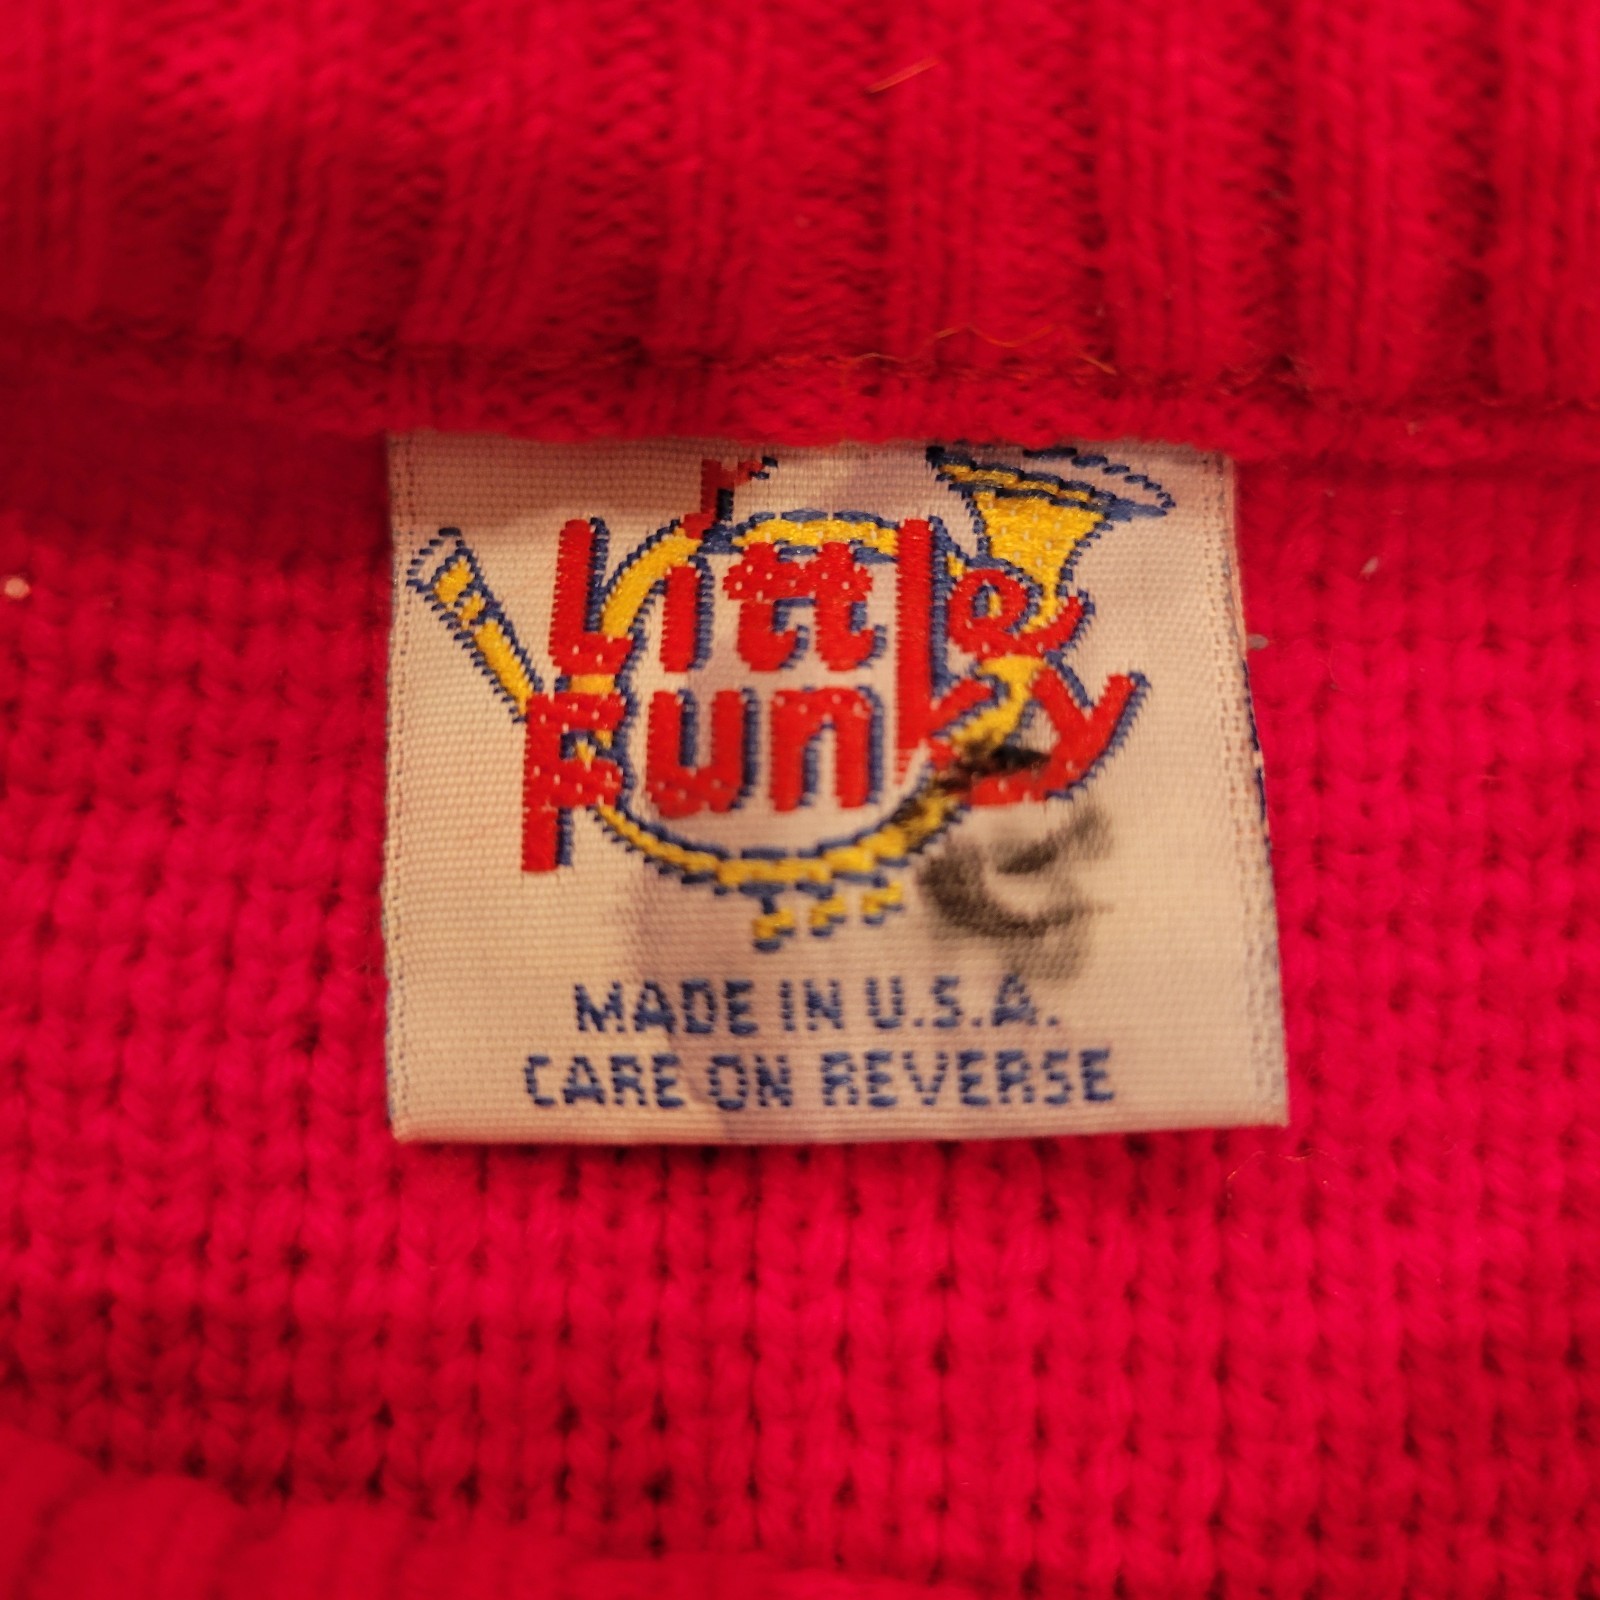 Little
Funky
MADE IN U.S.A.
CARE ON REVERSE